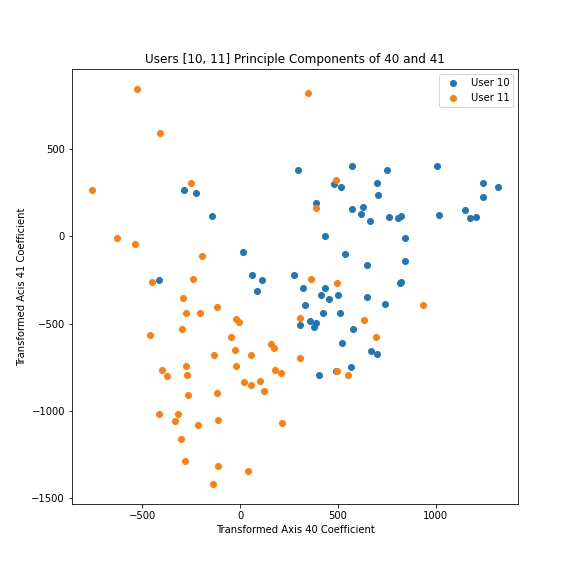 Users [10, 11] Principle Components of 40 and 41
User 10
User 11
500
0
−500
−1000
−1500
Transformed Acis 41 Coefficient
−500
0
500
1000
Transformed Axis 40 Coefficient